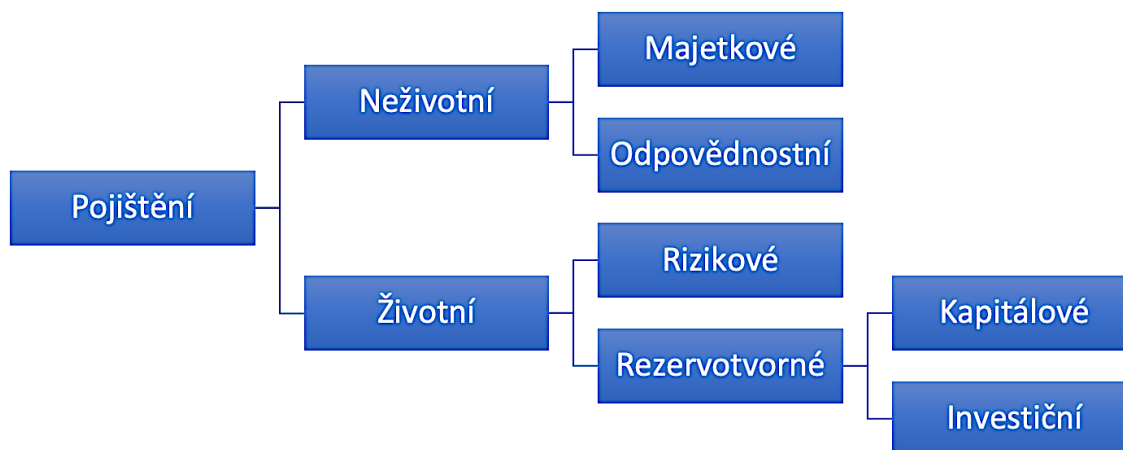 Pojištění
Neživotní
Majetkové
Odpovědnostní
Životní
Rizikové
Rezervotvorné
Kapitálové
Investiční